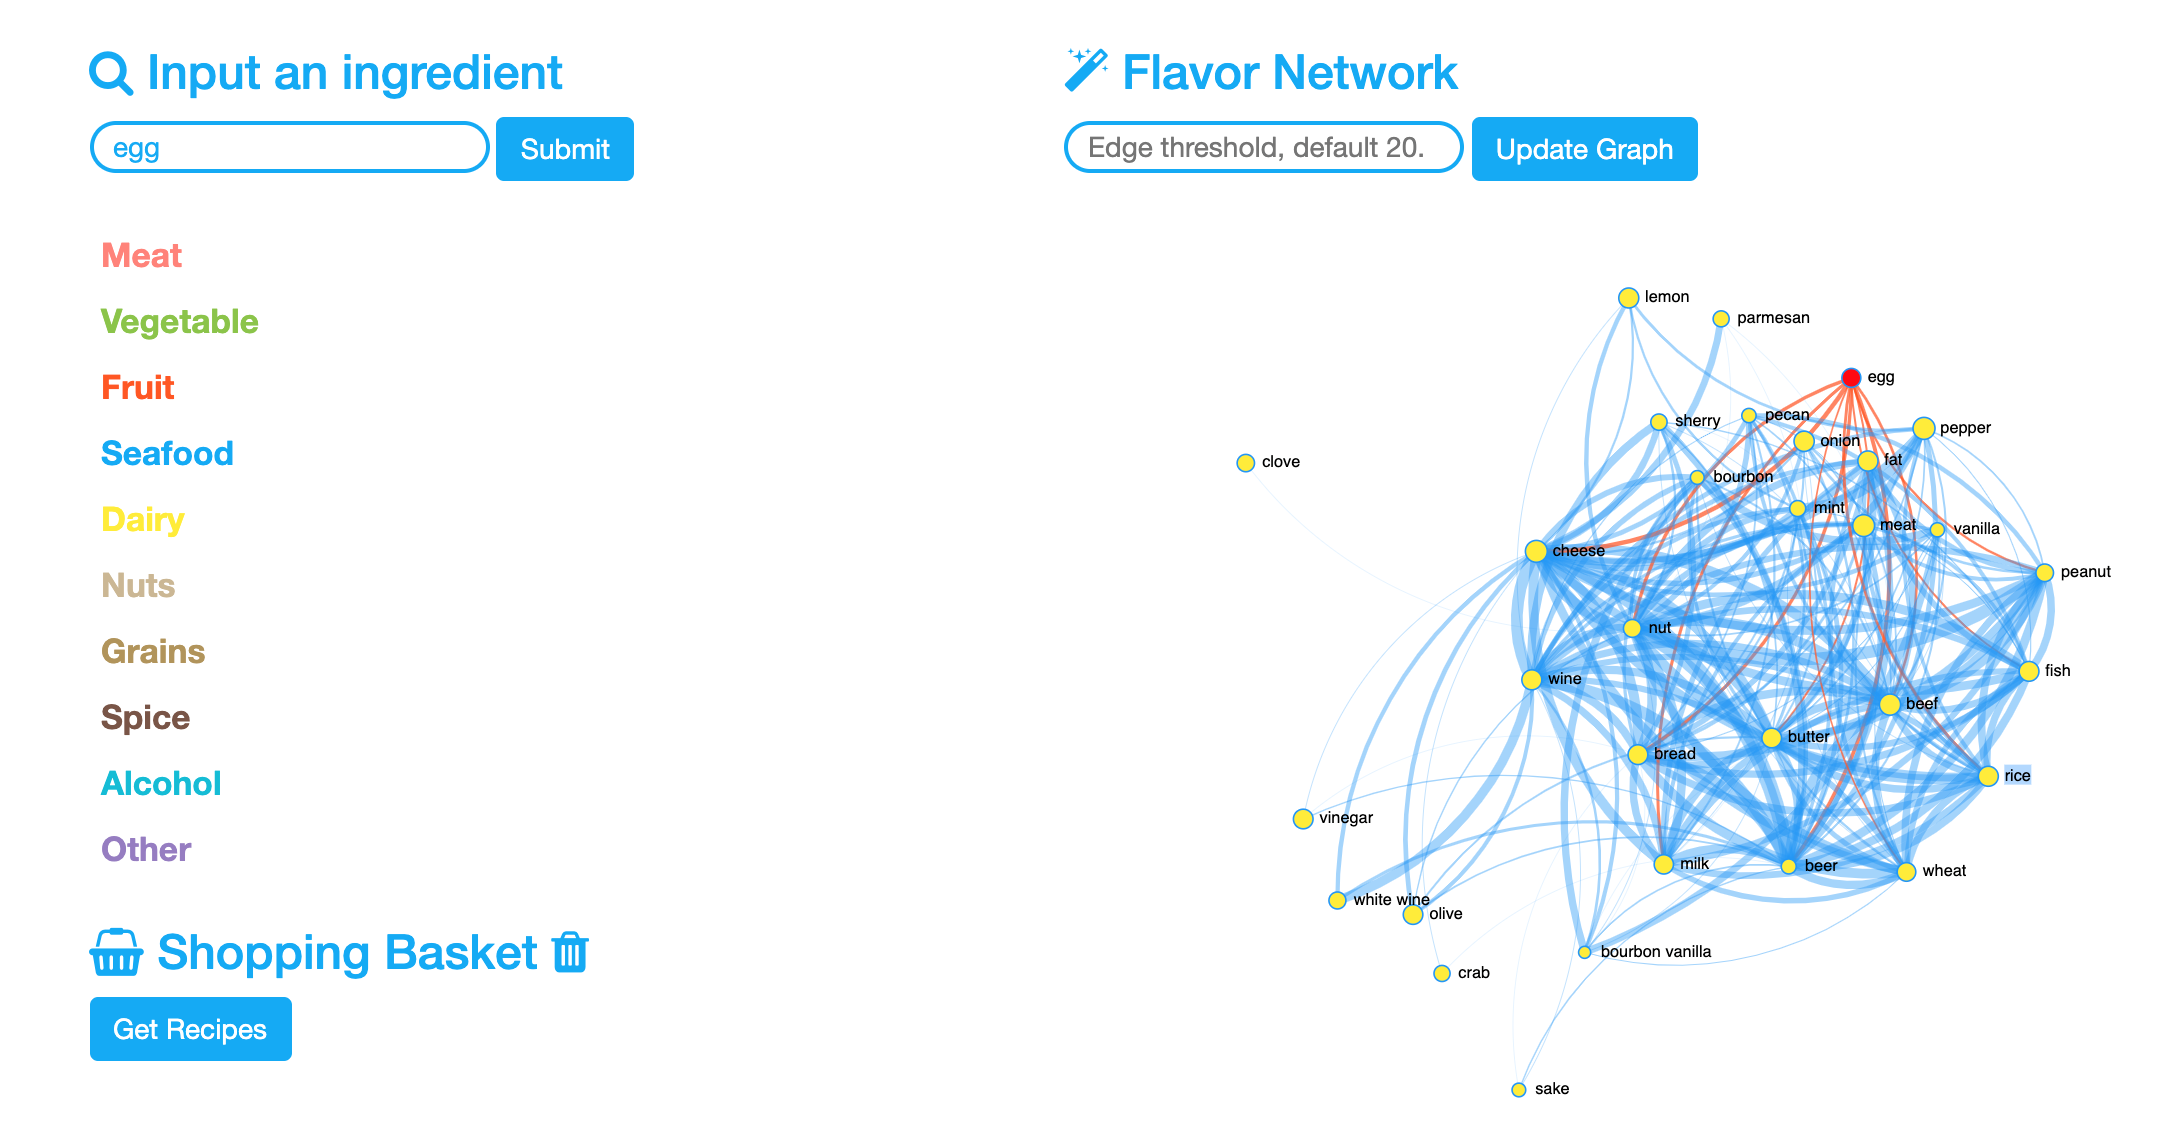 Input an ingredient
egg
Submit
Meat
Vegetable
Fruit
Seafood
Dairy
Nuts
Grains
Spice
Alcohol
Other
Shopping Basket
Get Recipes
Flavor Network
Edge threshold, default 20.
Update Graph
lemon
parmesan
egg
pecan
sherry
pepper
onion
clove
fat
bourbon
mint
meat
vanilla
cheese
peanut
nut
fish
wine
beef
butter
bread
rice
vinegar
milk
beer
wheat
white wine
olive
bourbon vanilla
crab
sake